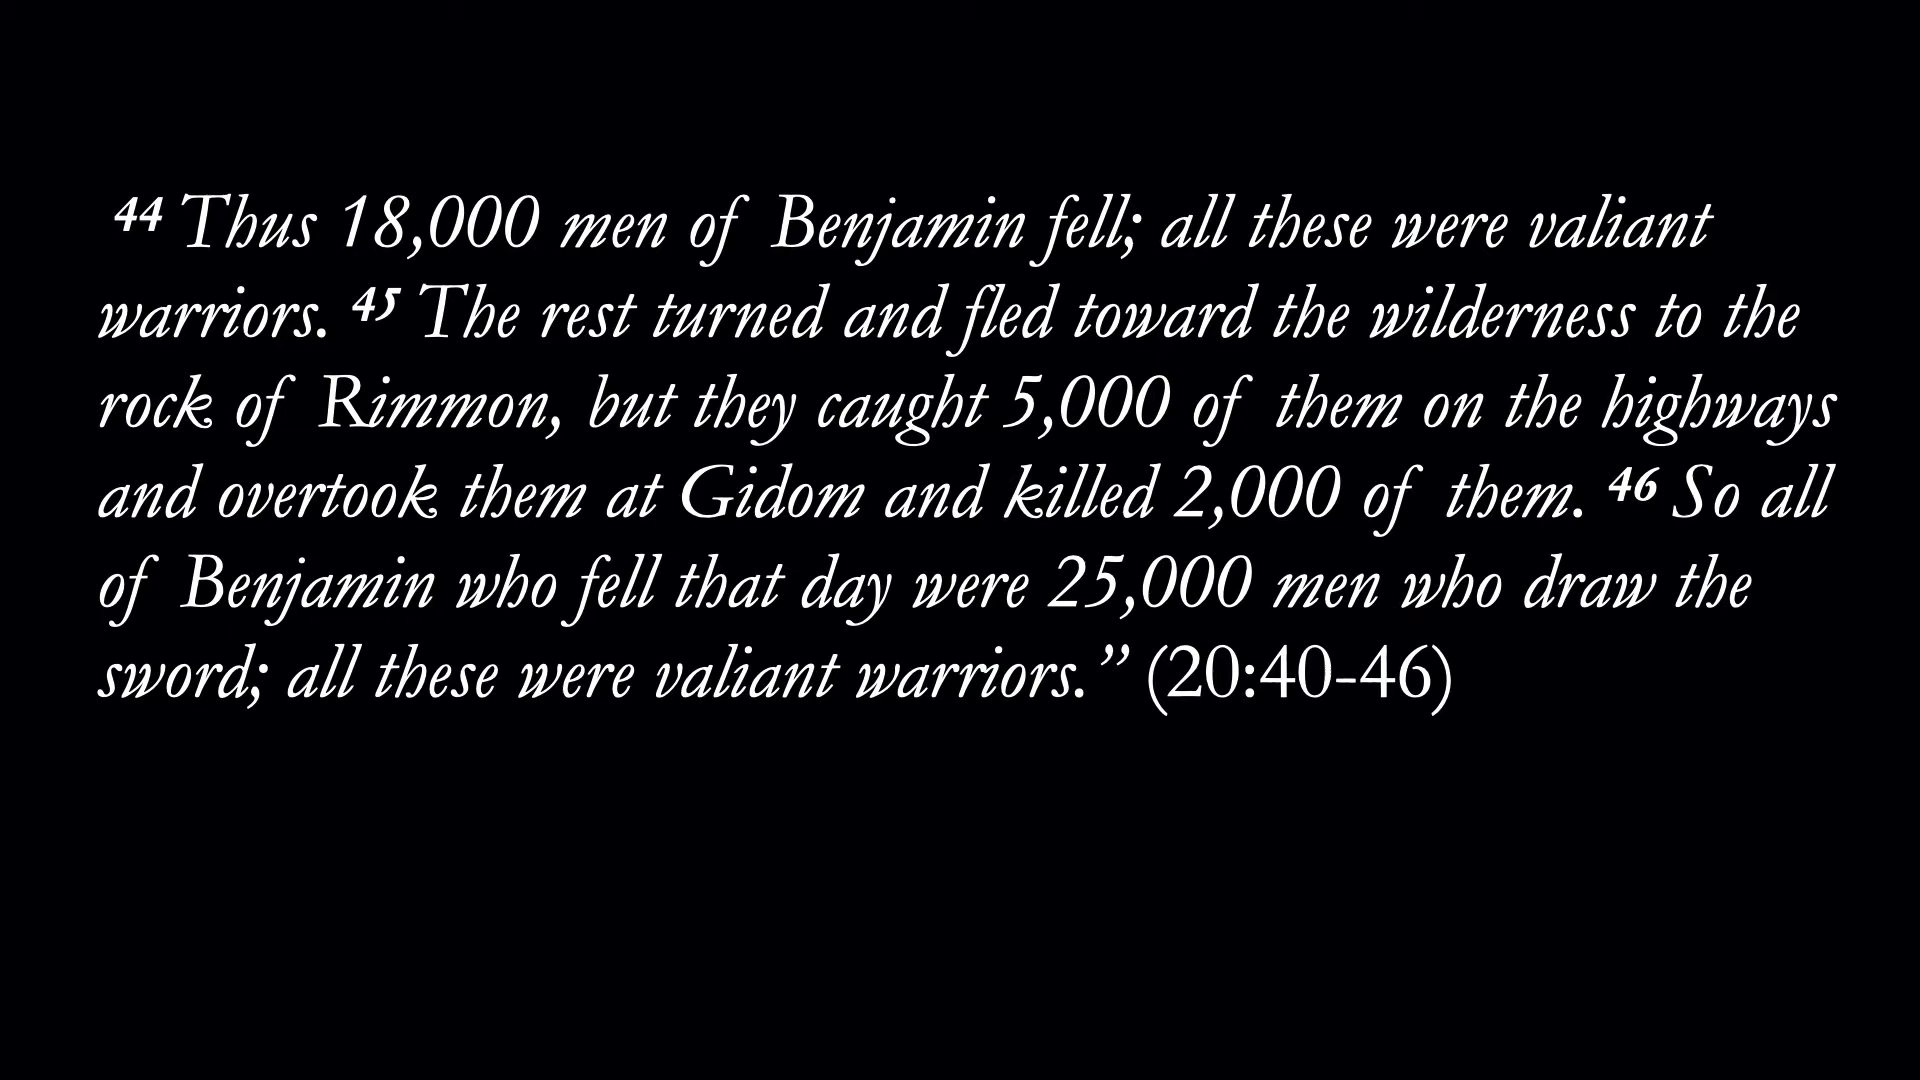 44 Thus 18,000 men of Benjamin fell; all these were valiant
warriors. 45 The rest turned and fled toward the wilderness to the
rock of Rimmon, but they caught 5,000 of them on the highways
and overtook them at Gidom and killed 2,000 of them. 46 So all
of Benjamin who fell that day were 25,000 men who draw the
sword; all these were valiant warriors.” (20:40-46)